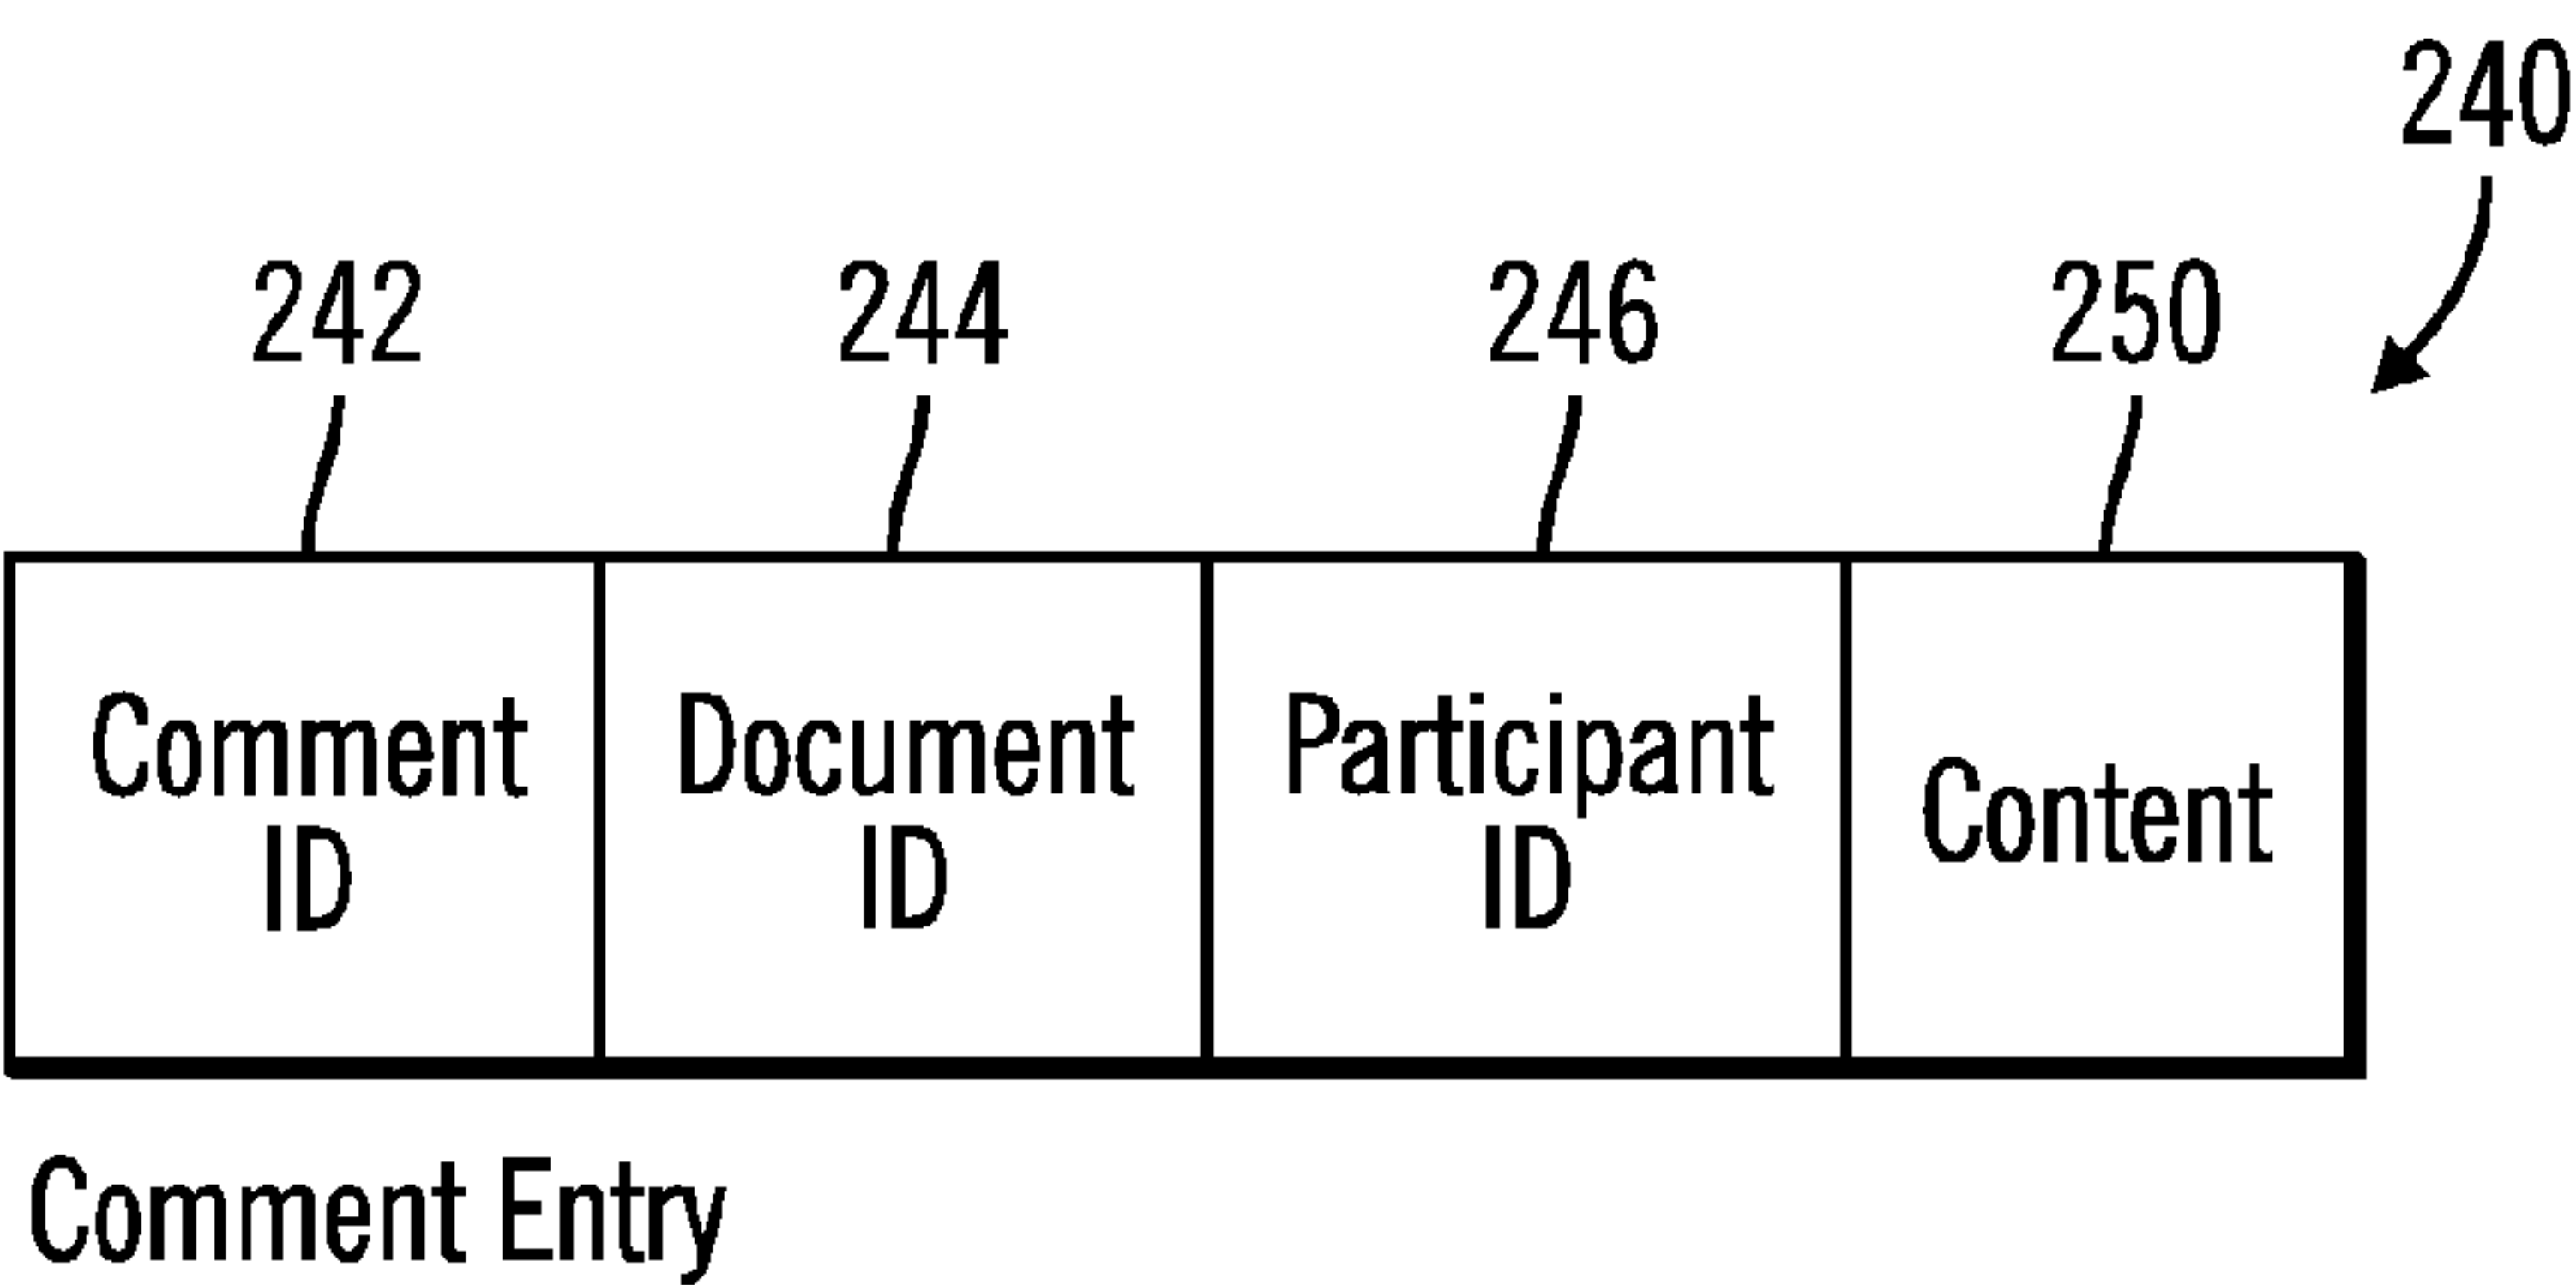 240
242 244 246 250
Comment ID
Document ID
Participant ID
Content
Comment Entry